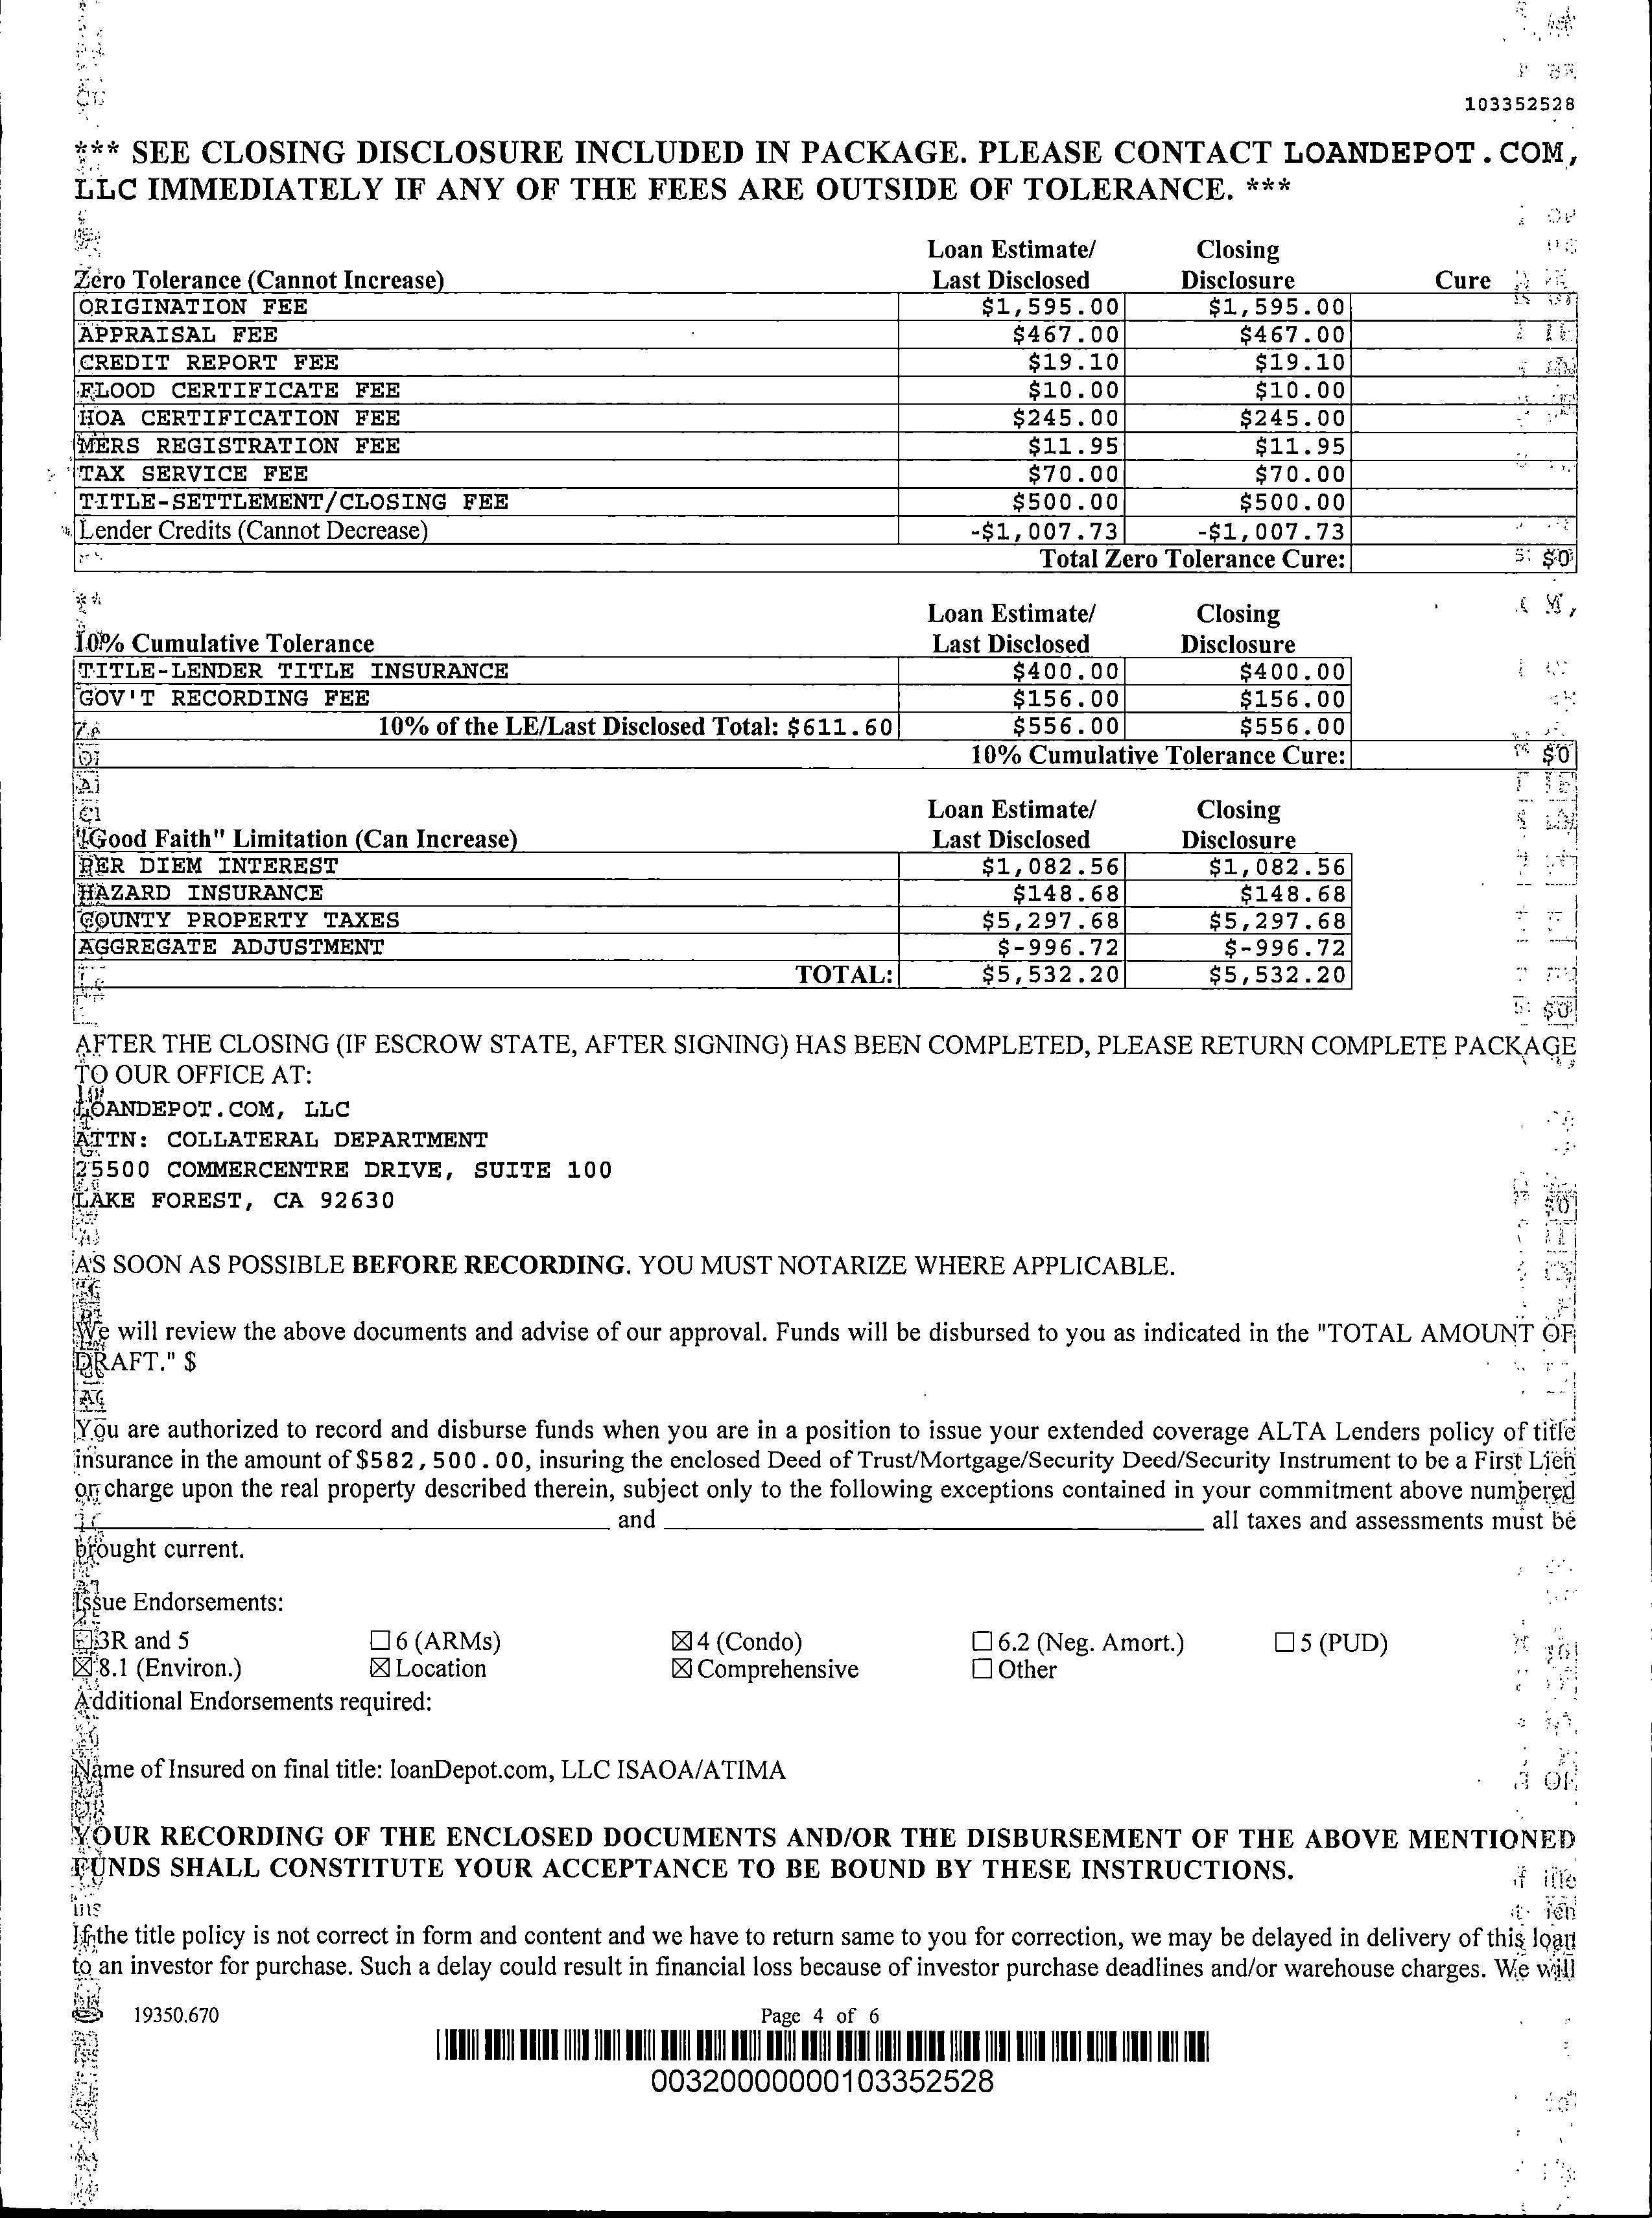 103352528
*** SEE CLOSING DISCLOSURE INCLUDED IN PACKAGE. PLEASE CONTACT LOANDEPOT.COM,
LLC IMMEDIATELY IF ANY OF THE FEES ARE OUTSIDE OF TOLERANCE. ***
Loan Estimate/ Closing
Zero Tolerance (Cannot Increase) Last Disclosed Disclosure Cure
ORIGINATION FEE $1,595.00 $1,595.00
APPRAISAL FEE $467.00 $467.00
CREDIT REPORT FEE $19.10 $19.10
FLOOD CERTIFICATE FEE $10.00 $10.00
HOA CERTIFICATION FEE $245.00 $245.00
MERS REGISTRATION FEE $11.95 $11.95
TAX SERVICE FEE $70.00 $70.00
TITLE-SETTLEMENT/CLOSING FEE $500.00 $500.00
Lender Credits (Cannot Decrease) -$1,007.73 -$1,007.73
Total Zero Tolerance Cure: $0
Loan Estimate/ Closing
10% Cumulative Tolerance Last Disclosed Disclosure
TITLE-LENDER TITLE INSURANCE $400.00 $400.00
GOV'T RECORDING FEE $156.00 $156.00
10% of the LE/Last Disclosed Total: $611.60 $556.00 $556.00
10% Cumulative Tolerance Cure: $0
Loan Estimate/ Closing
"Good Faith" Limitation (Can Increase) Last Disclosed Disclosure
PER DIEM INTEREST $1,082.56 $1,082.56
HAZARD INSURANCE $148.68 $148.68
COUNTY PROPERTY TAXES $5,297.68 $5,297.68
AGGREGATE ADJUSTMENT $-996.72 $-996.72
TOTAL: $5,532.20 $5,532.20
AFTER THE CLOSING (IF ESCROW STATE, AFTER SIGNING) HAS BEEN COMPLETED, PLEASE RETURN COMPLETE PACKAGE
TO OUR OFFICE AT:
LOANDEPOT.COM, LLC
ATTN: COLLATERAL DEPARTMENT
25500 COMMERCENTRE DRIVE, SUITE 100
LAKE FOREST, CA 92630
AS SOON AS POSSIBLE BEFORE RECORDING. YOU MUST NOTARIZE WHERE APPLICABLE.
We will review the above documents and advise of our approval. Funds will be disbursed to you as indicated in the "TOTAL AMOUNT OF
DRAFT." $
You are authorized to record and disburse funds when you are in a position to issue your extended coverage ALTA Lenders policy of title
insurance in the amount of $582,500.00, insuring the enclosed Deed of Trust/Mortgage/Security Deed/Security Instrument to be a First Lien
or charge upon the real property described therein, subject only to the following exceptions contained in your commitment above numbered
and all taxes and assessments must be
brought current.
Issue Endorsements:
☐ 3R and 5 ☐ 6 (ARMs) ☒ 4 (Condo) ☐ 6.2 (Neg. Amort.) ☐ 5 (PUD)
☒ 8.1 (Environ.) ☒ Location ☒ Comprehensive ☐ Other
Additional Endorsements required:
Name of Insured on final title: loanDepot.com, LLC ISAOA/ATIMA
YOUR RECORDING OF THE ENCLOSED DOCUMENTS AND/OR THE DISBURSEMENT OF THE ABOVE MENTIONED
FUNDS SHALL CONSTITUTE YOUR ACCEPTANCE TO BE BOUND BY THESE INSTRUCTIONS.
If the title policy is not correct in form and content and we have to return same to you for correction, we may be delayed in delivery of this loan
to an investor for purchase. Such a delay could result in financial loss because of investor purchase deadlines and/or warehouse charges. We will
19350.670 Page 4 of 6
00320000000103352528